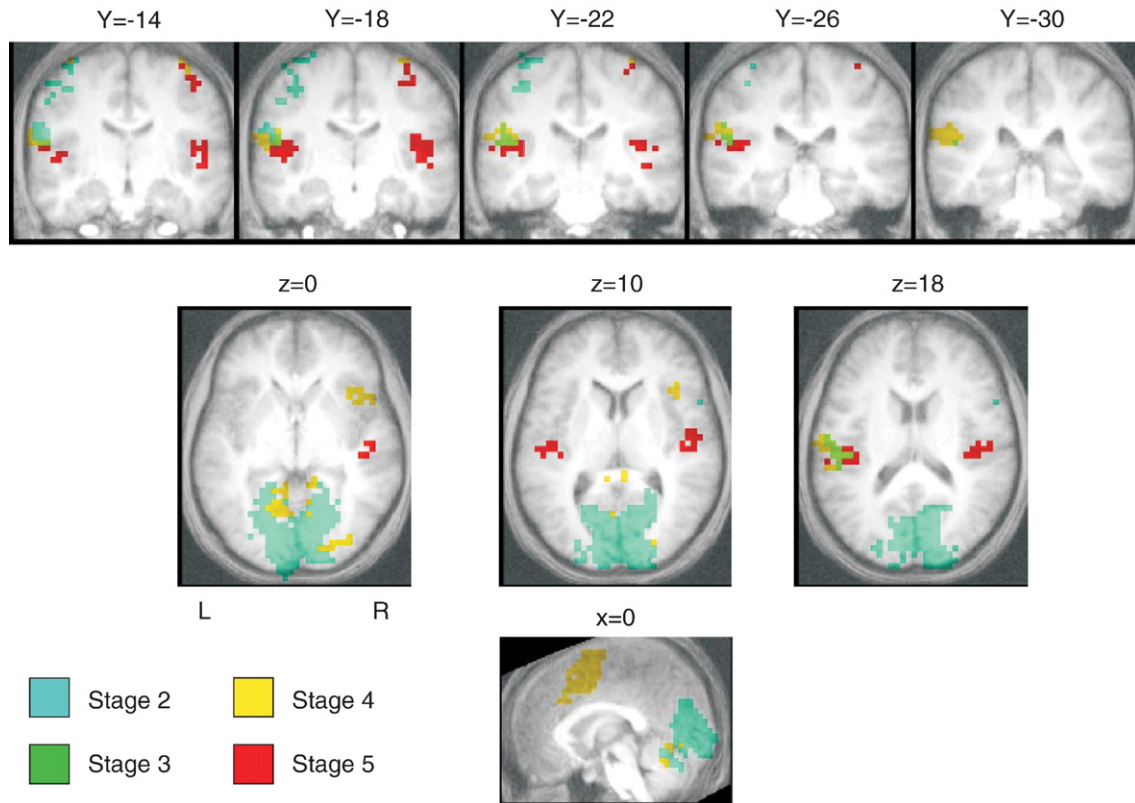 Y=-14 Y=-18 Y=-22 Y=-26 Y=-30
z=0 z=10 z=18
L R
x=0
Stage 2 Stage 4
Stage 3 Stage 5